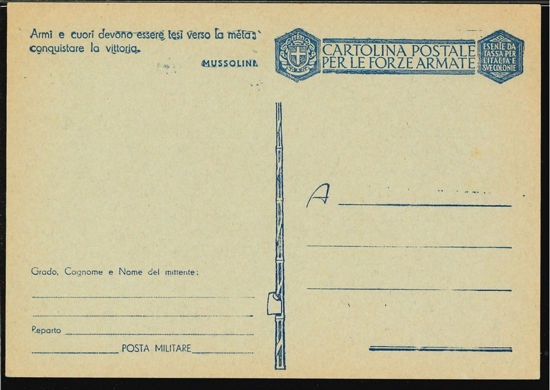 Armi e cuori devono essere tesi verso la mèta:
conquistare la vittoria.
MUSSOLINI
CARTOLINA POSTALE
PER LE FORZE ARMATE
ESENTE DA
TASSA PER
L'ITALIA E
SUE COLONIE
A
Grado, Cognome e Nome del mittente:
Reparto
POSTA MILITARE